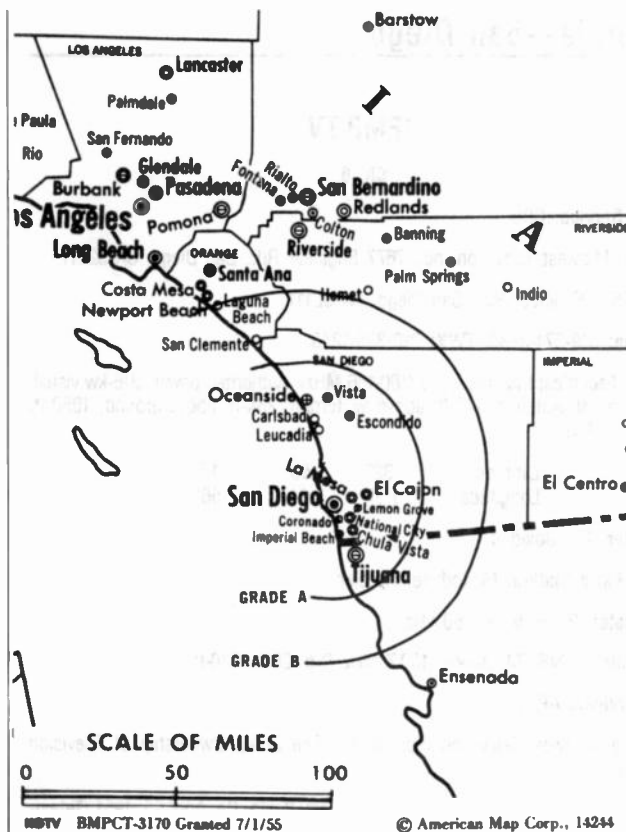 Barstow
LOS ANGELES
Lancaster
I
Palmdale
Paula
San Fernando
Rio
Glendale
Burbank
Pasadena
Fontana
Rialto
San Bernardino
os Angeles
Pomona
Colton
Redlands
Long Beach
ORANGE
Riverside
Banning
A
RIVERSIDE
Santa Ana
Palm Springs
Costa Mesa
Hemet
Indio
Newport Beach
Laguna
Beach
San Clemente
SAN DIEGO
IMPERIAL
Oceanside
Vista
Carlsbad
Escondido
Leucadia
La Mesa
El Cajon
El Centro
San Diego
Lemon Grove
Coronado
National City
Imperial Beach
Chula Vista
Tijuana
GRADE A
GRADE B
Ensenada
SCALE OF MILES
0 50 100
BMPCT-3170 Granted 7/1/55 © American Map Corp., 14244